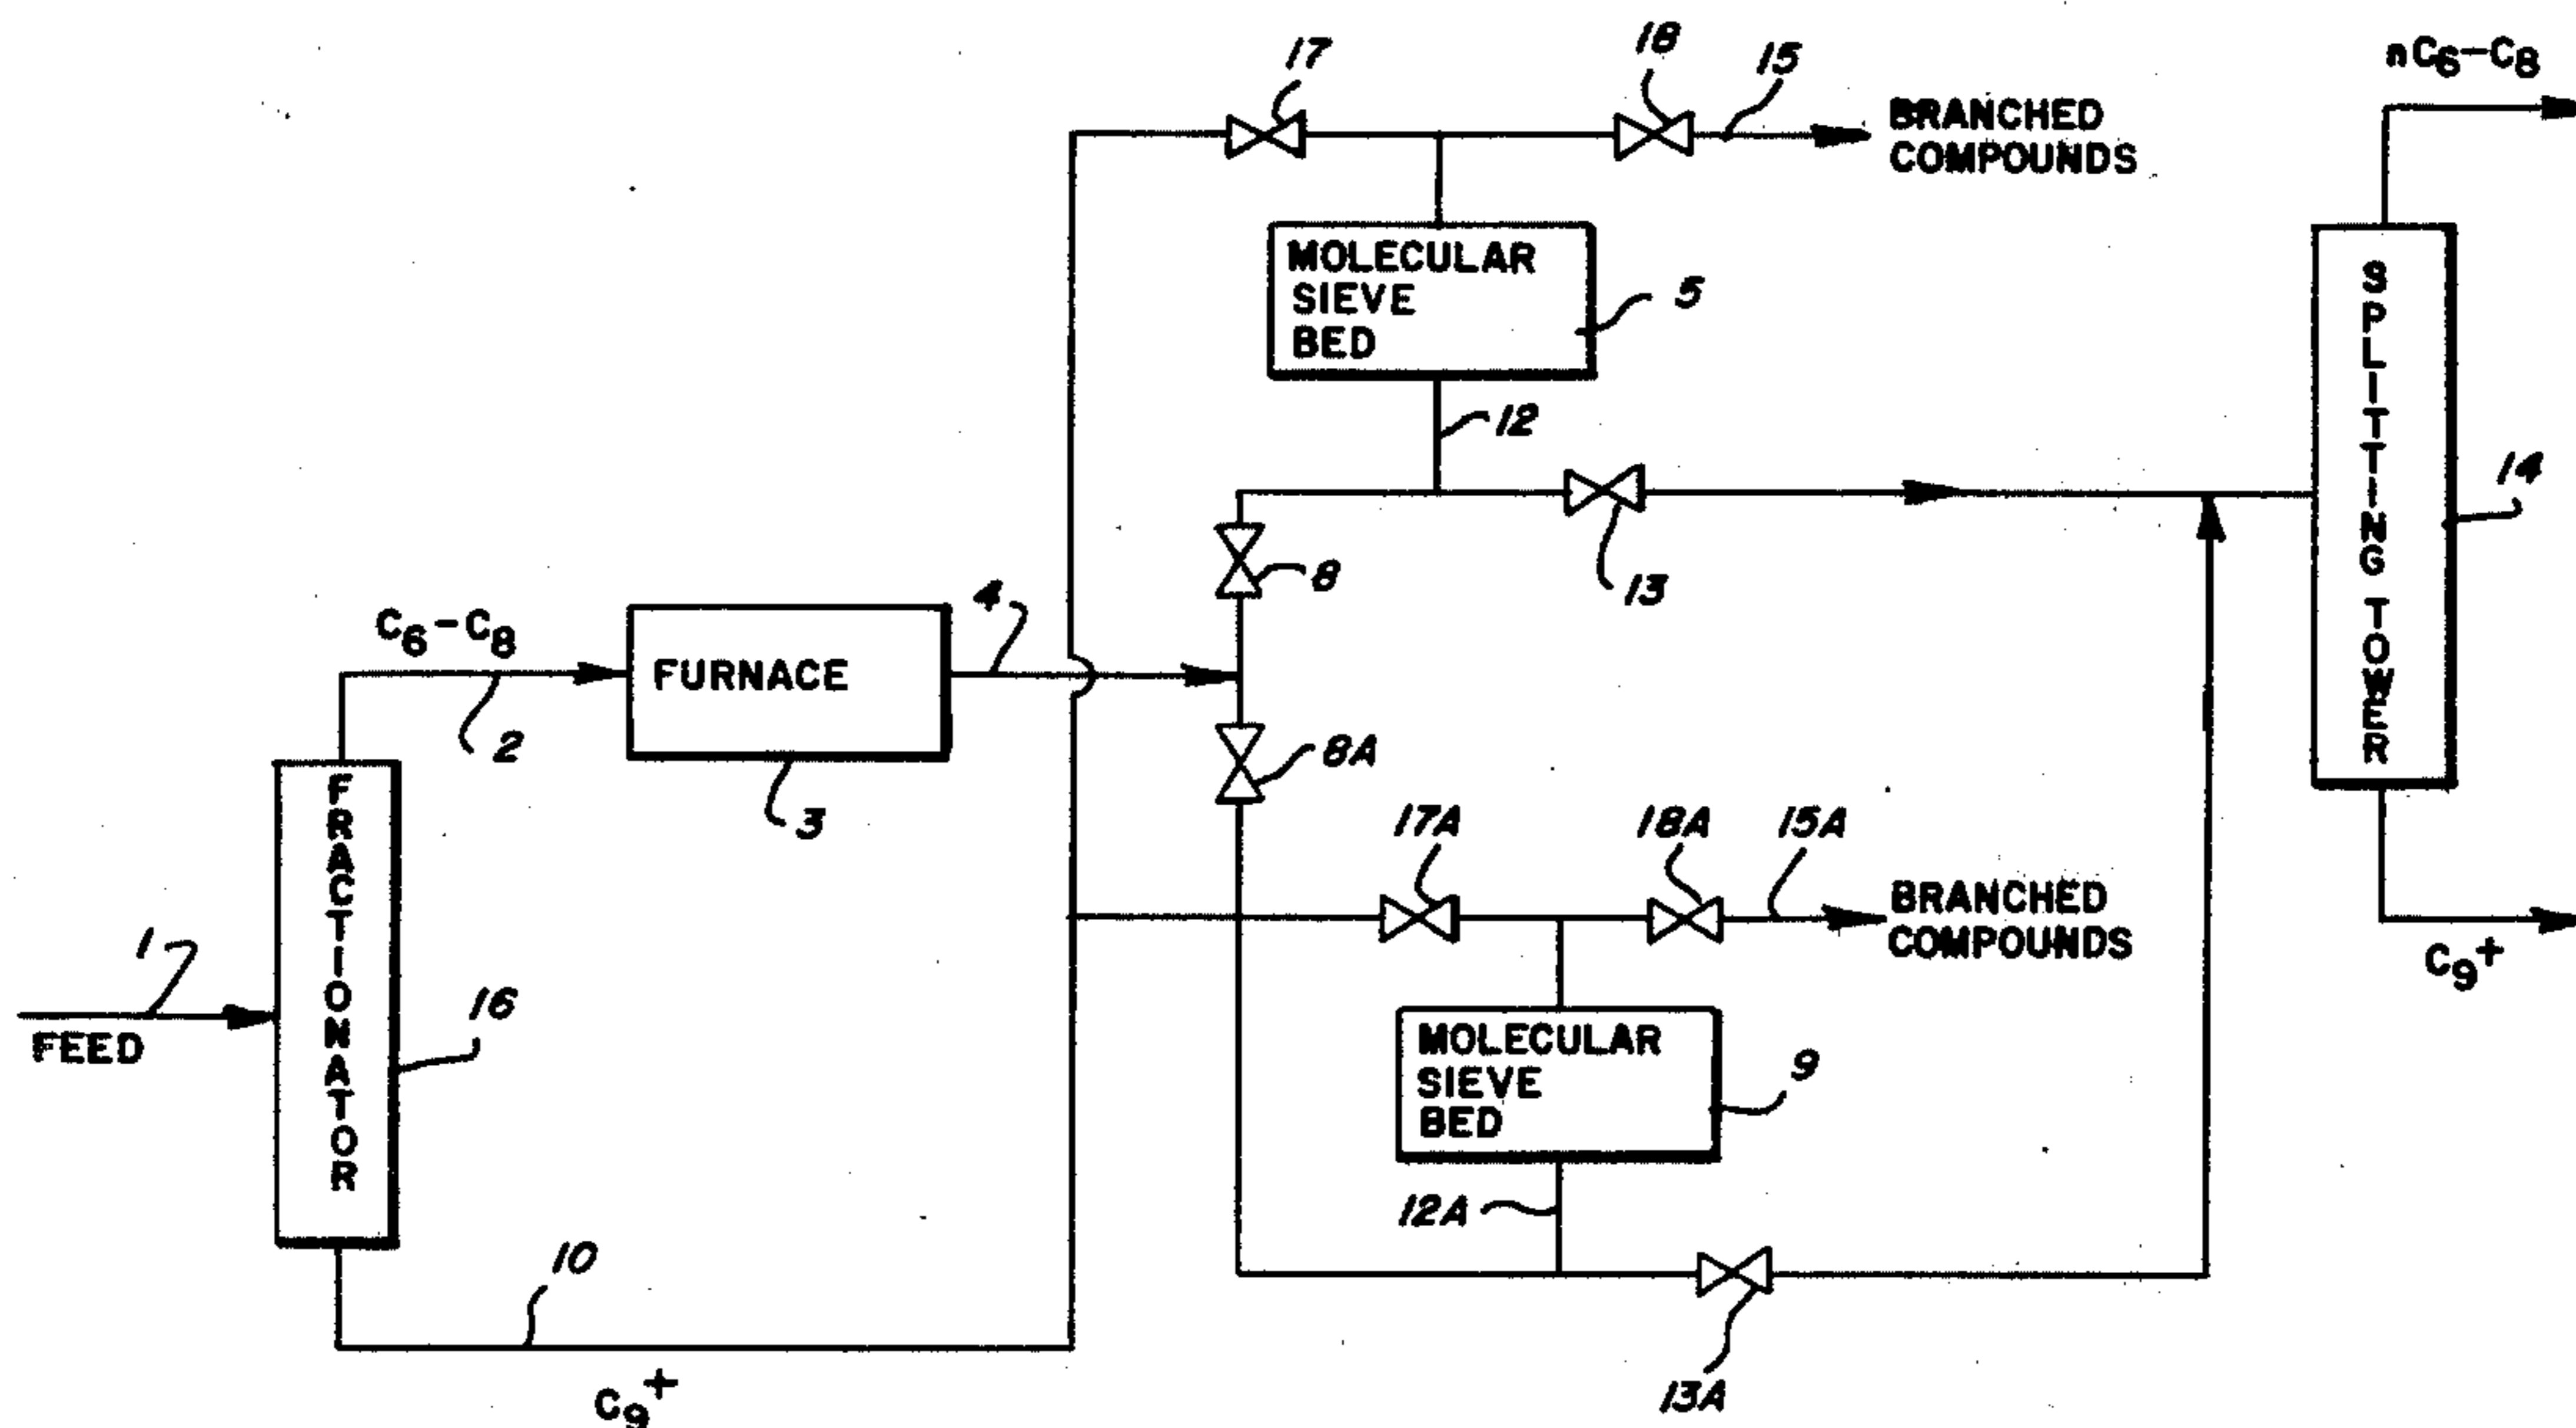 17
18
15
nC6-C8
BRANCHED
COMPOUNDS
MOLECULAR
SIEVE
BED
5
SPLITTING TOWER
12
14
8
13
4
C6-C8
FURNACE
2
8A
3
17A
18A
15A
FRACTIONATOR
BRANCHED
COMPOUNDS
C9+
1
16
FEED
MOLECULAR
SIEVE
BED
9
12A
10
13A
C9+